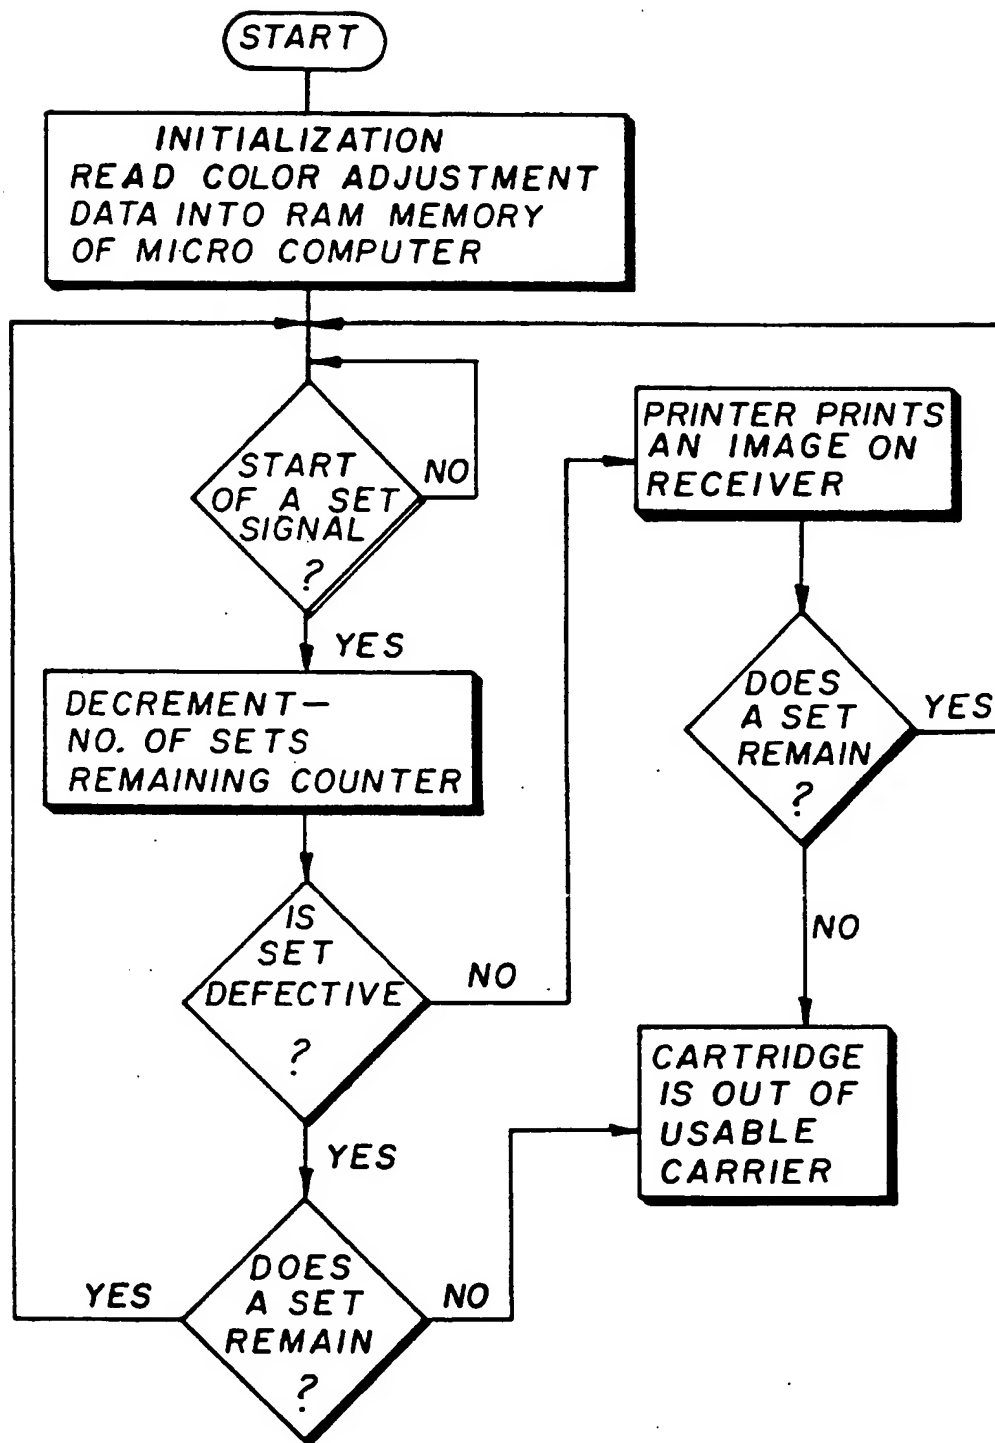 START
INITIALIZATION
READ COLOR ADJUSTMENT
DATA INTO RAM MEMORY
OF MICRO COMPUTER
START
OF A SET
SIGNAL
?
NO
YES
DECREMENT—
NO. OF SETS
REMAINING COUNTER
IS
SET
DEFECTIVE
?
NO
YES
DOES
A SET
REMAIN
?
YES
NO
PRINTER PRINTS
AN IMAGE ON
RECEIVER
DOES
A SET
REMAIN
?
YES
NO
CARTRIDGE
IS OUT OF
USABLE
CARRIER